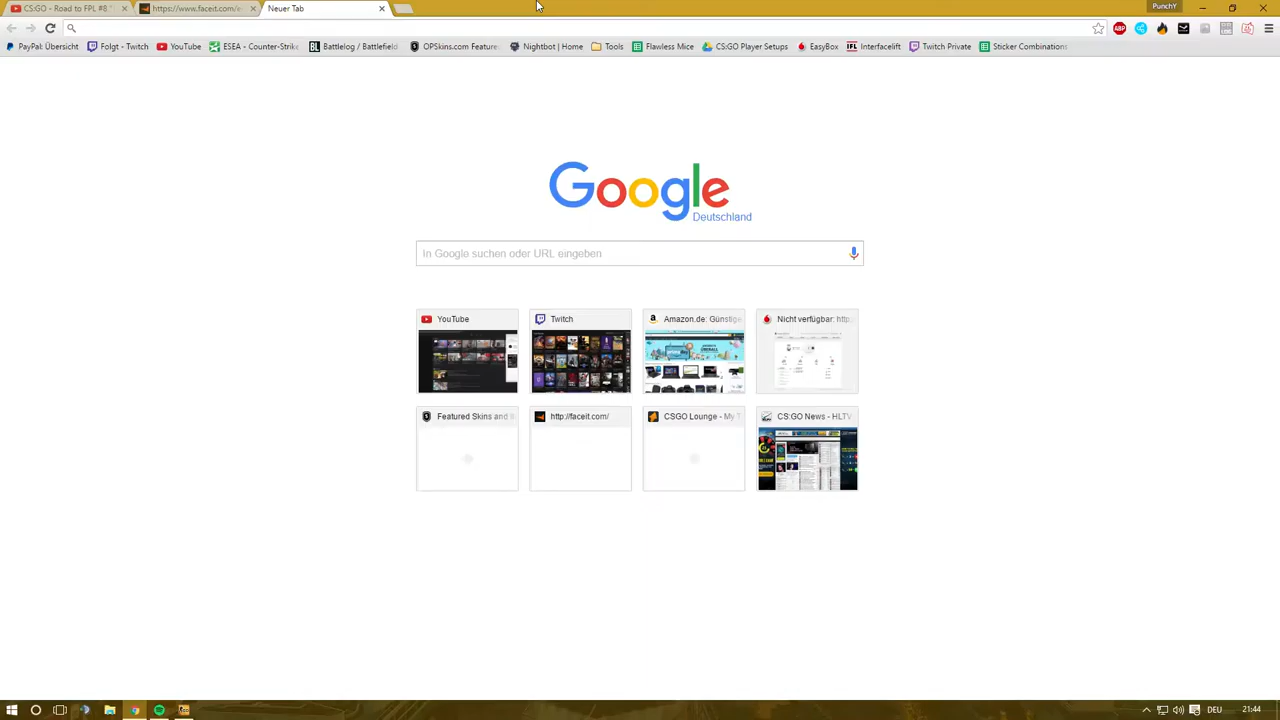 CS:GO - Road to FPL #8
https://www.faceit.com/e
Neuer Tab
PunchY
PayPal: Übersicht
Folgt - Twitch
YouTube
ESEA - Counter-Strike
Battlelog / Battlefield
OPSkins.com Feature
Nightbot | Home
Tools
Flawless Mice
CS:GO Player Setups
EasyBox
IFL Interfacelift
Twitch Private
Sticker Combinations
ABP
Google
Deutschland
In Google suchen oder URL eingeben
YouTube
Twitch
Amazon.de: Günstige
Nicht verfügbar: http
Featured Skins and
http://faceit.com/
CSGO Lounge - My T
CS:GO News - HLTV
DEU
21:44